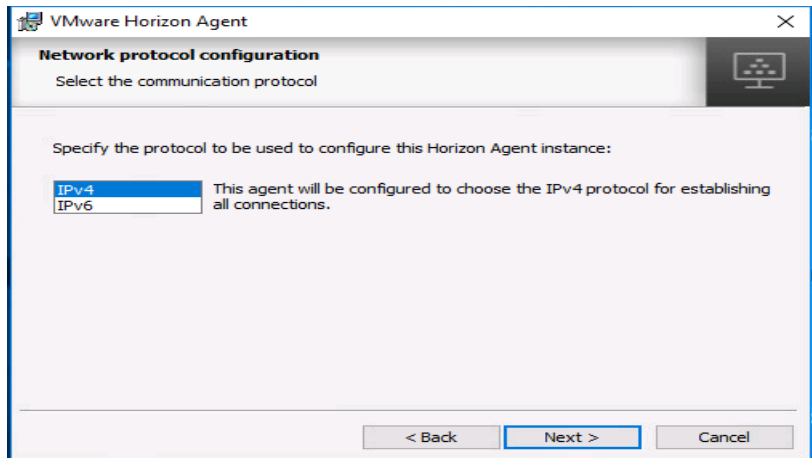 VMware Horizon Agent
Network protocol configuration
Select the communication protocol
Specify the protocol to be used to configure this Horizon Agent instance:
IPv4
IPv6
This agent will be configured to choose the IPv4 protocol for establishing
all connections.
< Back
Next >
Cancel